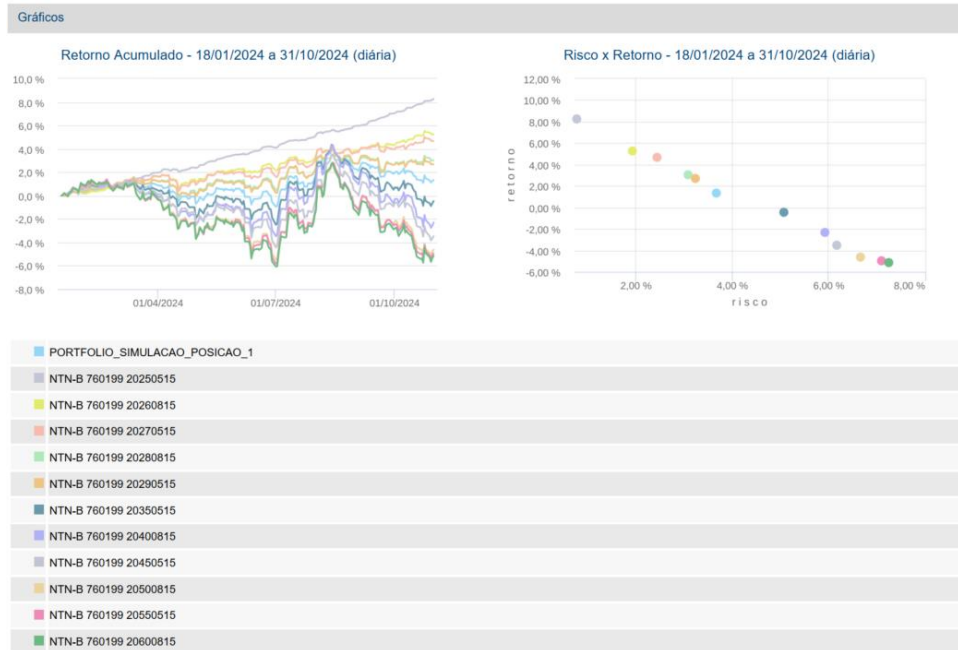 Gráficos
Retorno Acumulado - 18/01/2024 a 31/10/2024 (diária)
10,0 %
8,0 %
6,0 %
4,0 %
2,0 %
0,0 %
-2,0 %
-4,0 %
-6,0 %
-8,0 %
01/04/2024 01/07/2024 01/10/2024
Risco x Retorno - 18/01/2024 a 31/10/2024 (diária)
12,00 %
10,00 %
8,00 %
6,00 %
4,00 %
2,00 %
0,00 %
-2,00 %
-4,00 %
-6,00 %
retorno
2,00 % 4,00 % 6,00 % 8,00 %
risco
PORTFOLIO_SIMULACAO_POSICAO_1
NTN-B 760199 20250515
NTN-B 760199 20260815
NTN-B 760199 20270515
NTN-B 760199 20280815
NTN-B 760199 20290515
NTN-B 760199 20350515
NTN-B 760199 20400815
NTN-B 760199 20450515
NTN-B 760199 20500815
NTN-B 760199 20550515
NTN-B 760199 20600815